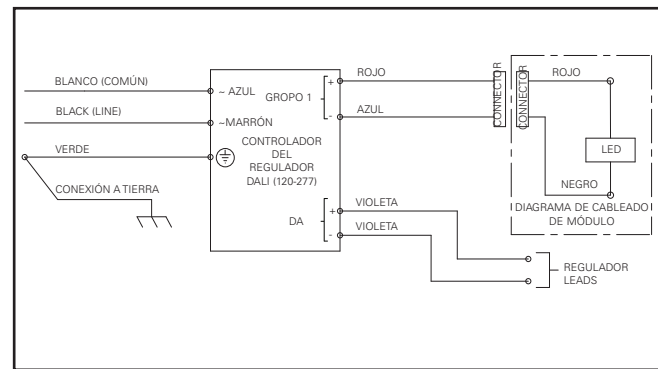 BLANCO (COMÚN)
BLACK (LINE)
VERDE
CONEXIÓN A TIERRA
~ AZUL
~MARRÓN
GROPO 1
+
-
CONTROLADOR
DEL
REGULADOR
DALI (120-277)
DA
+
-
ROJO
AZUL
VIOLETA
VIOLETA
CONNECTOR
CONNECTOR
ROJO
LED
NEGRO
DIAGRAMA DE CABLEADO
DE MÓDULO
REGULADOR
LEADS